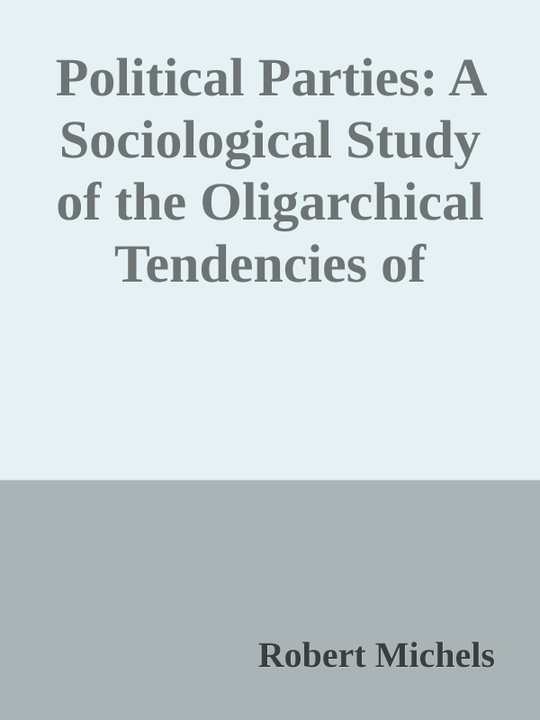 Political Parties: A
Sociological Study
of the Oligarchical
Tendencies of
Robert Michels